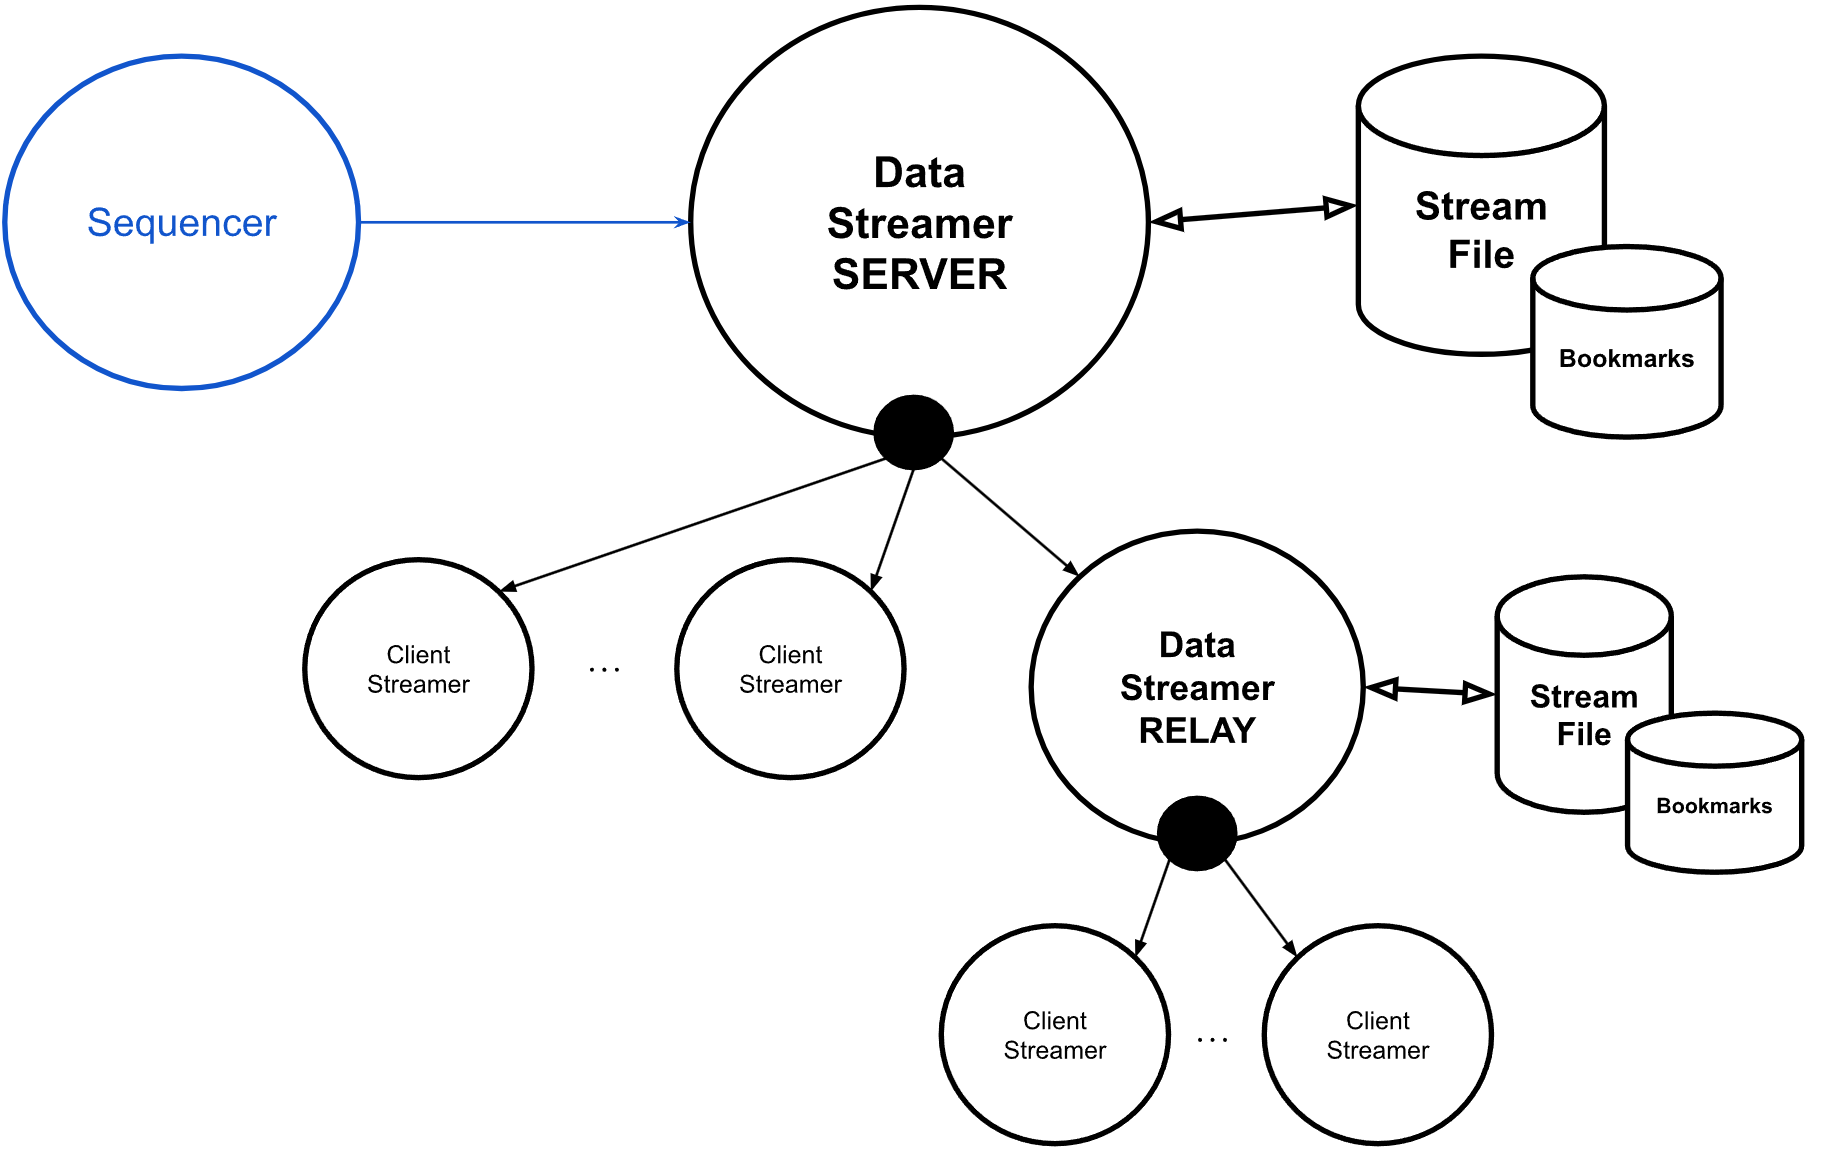 Sequencer
Data
Streamer
SERVER
Stream
File
Bookmarks
Client
Streamer
...
Client
Streamer
Data
Streamer
RELAY
Stream
File
Bookmarks
Client
Streamer
...
Client
Streamer